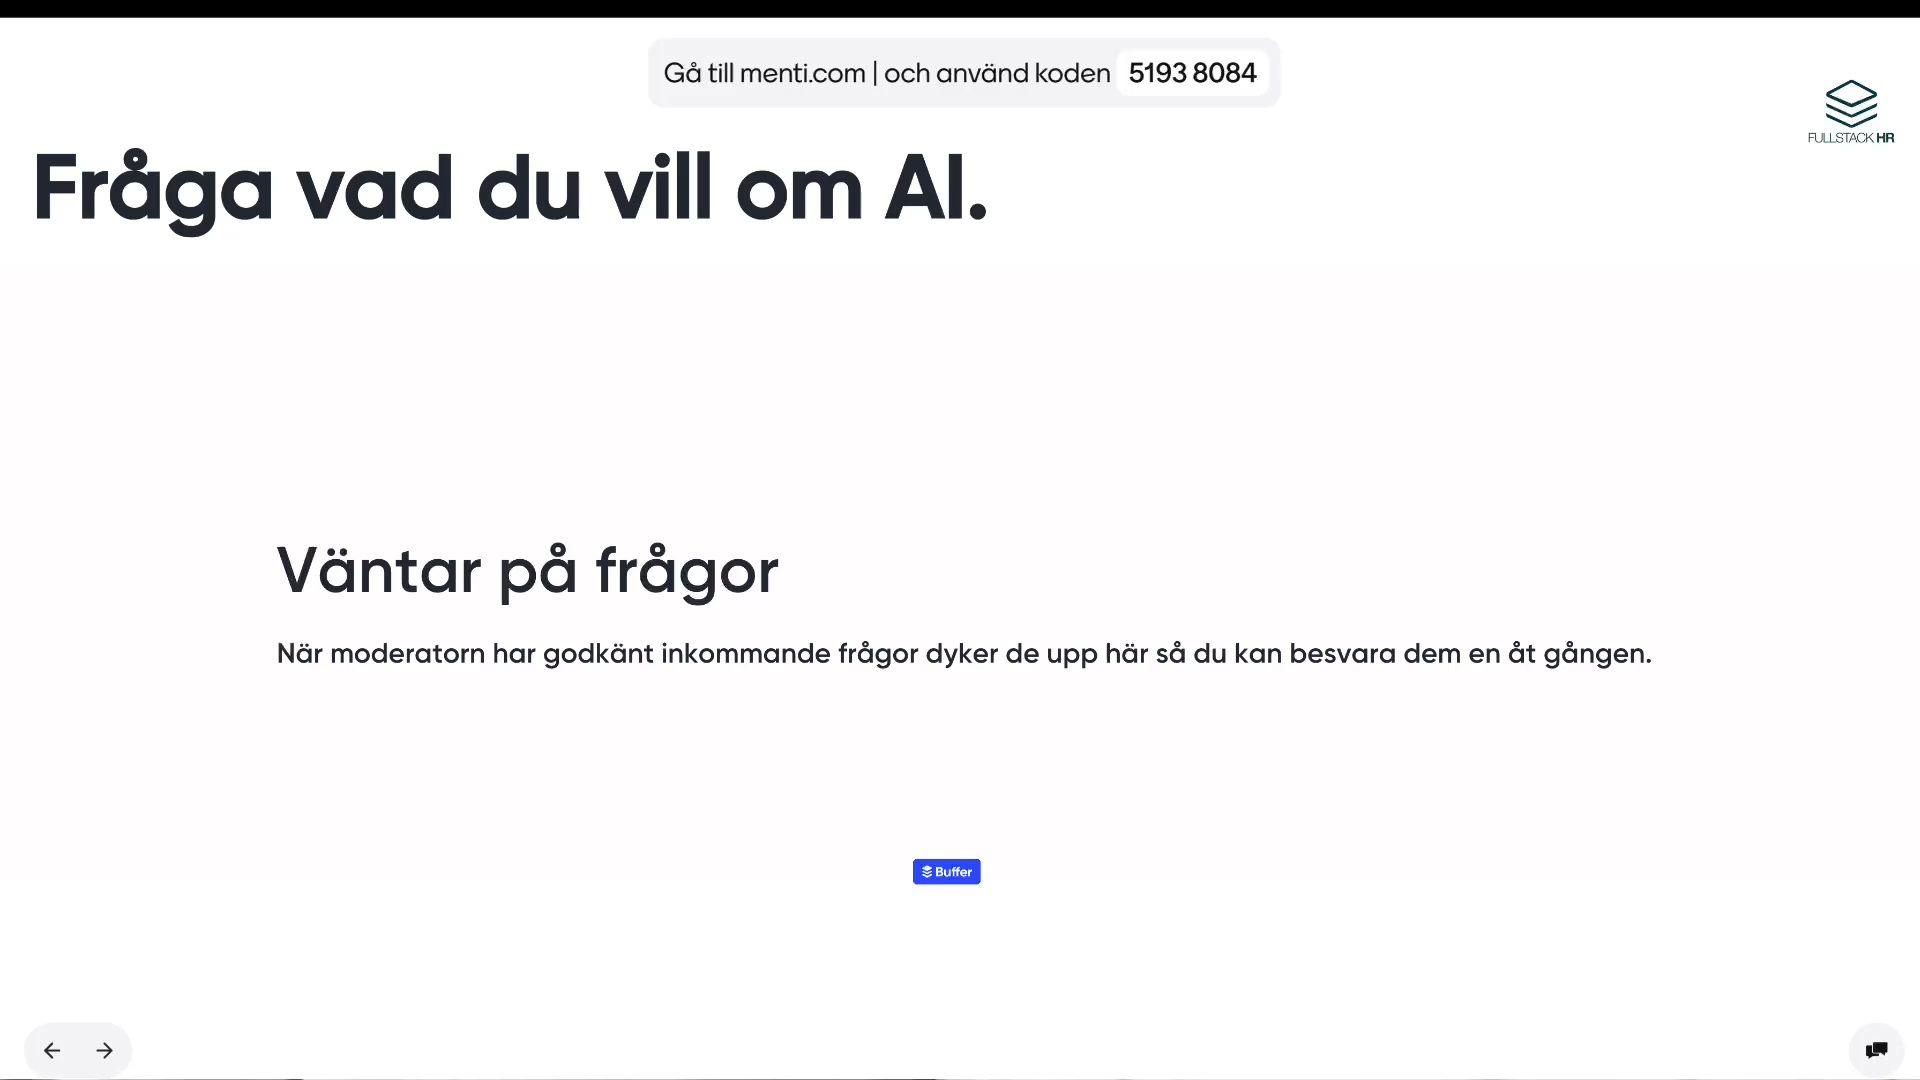 Gå till menti.com | och använd koden 5193 8084
FULLSTACK HR
Fråga vad du vill om AI.
Väntar på frågor
När moderatorn har godkänt inkommande frågor dyker de upp här så du kan besvara dem en åt gången.
Buffer